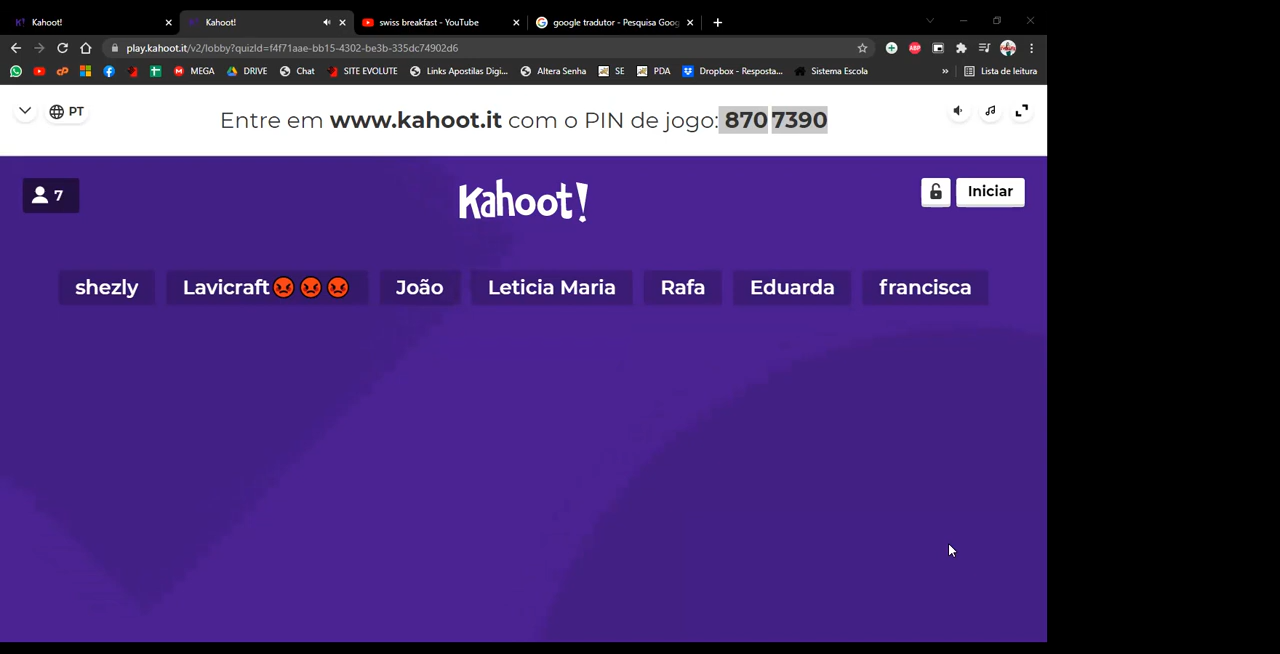 Kahoot! Kahoot! swiss breakfast - YouTube google tradutor - Pesquisa Goog
play.kahoot.it/v2/lobby?quizId=f4f71aae-bb15-4302-be3b-335dc74902d6
MEGA DRIVE Chat SITE EVOLUTE Links Apostilas Digi... Altera Senha SE PDA Dropbox - Resposta... Sistema Escola » Lista de leitura
PT Entre em www.kahoot.it com o PIN de jogo: 870 7390
7 Kahoot! Iniciar
shezly Lavicraft😡😡😡 João Leticia Maria Rafa Eduarda francisca